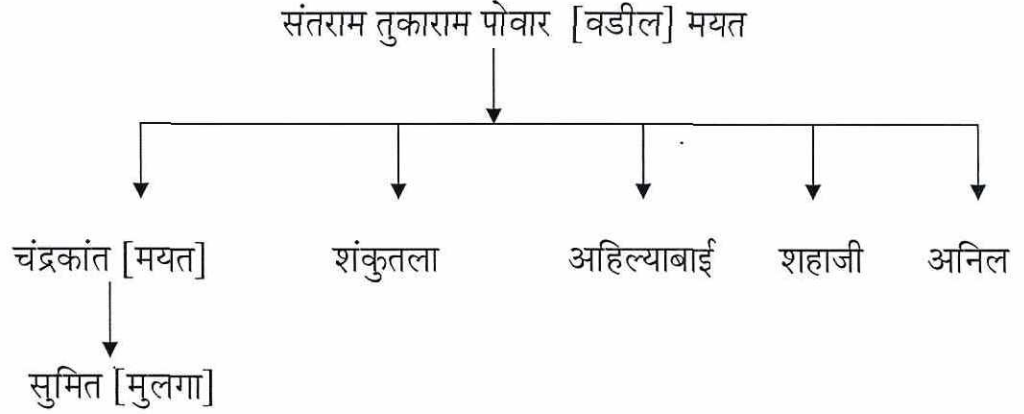 संतराम तुकाराम पोवार [वडील] मयत
चंद्रकांत [मयत] शंकुतला अहिल्याबाई शहाजी अनिल
सुमित [मुलगा]